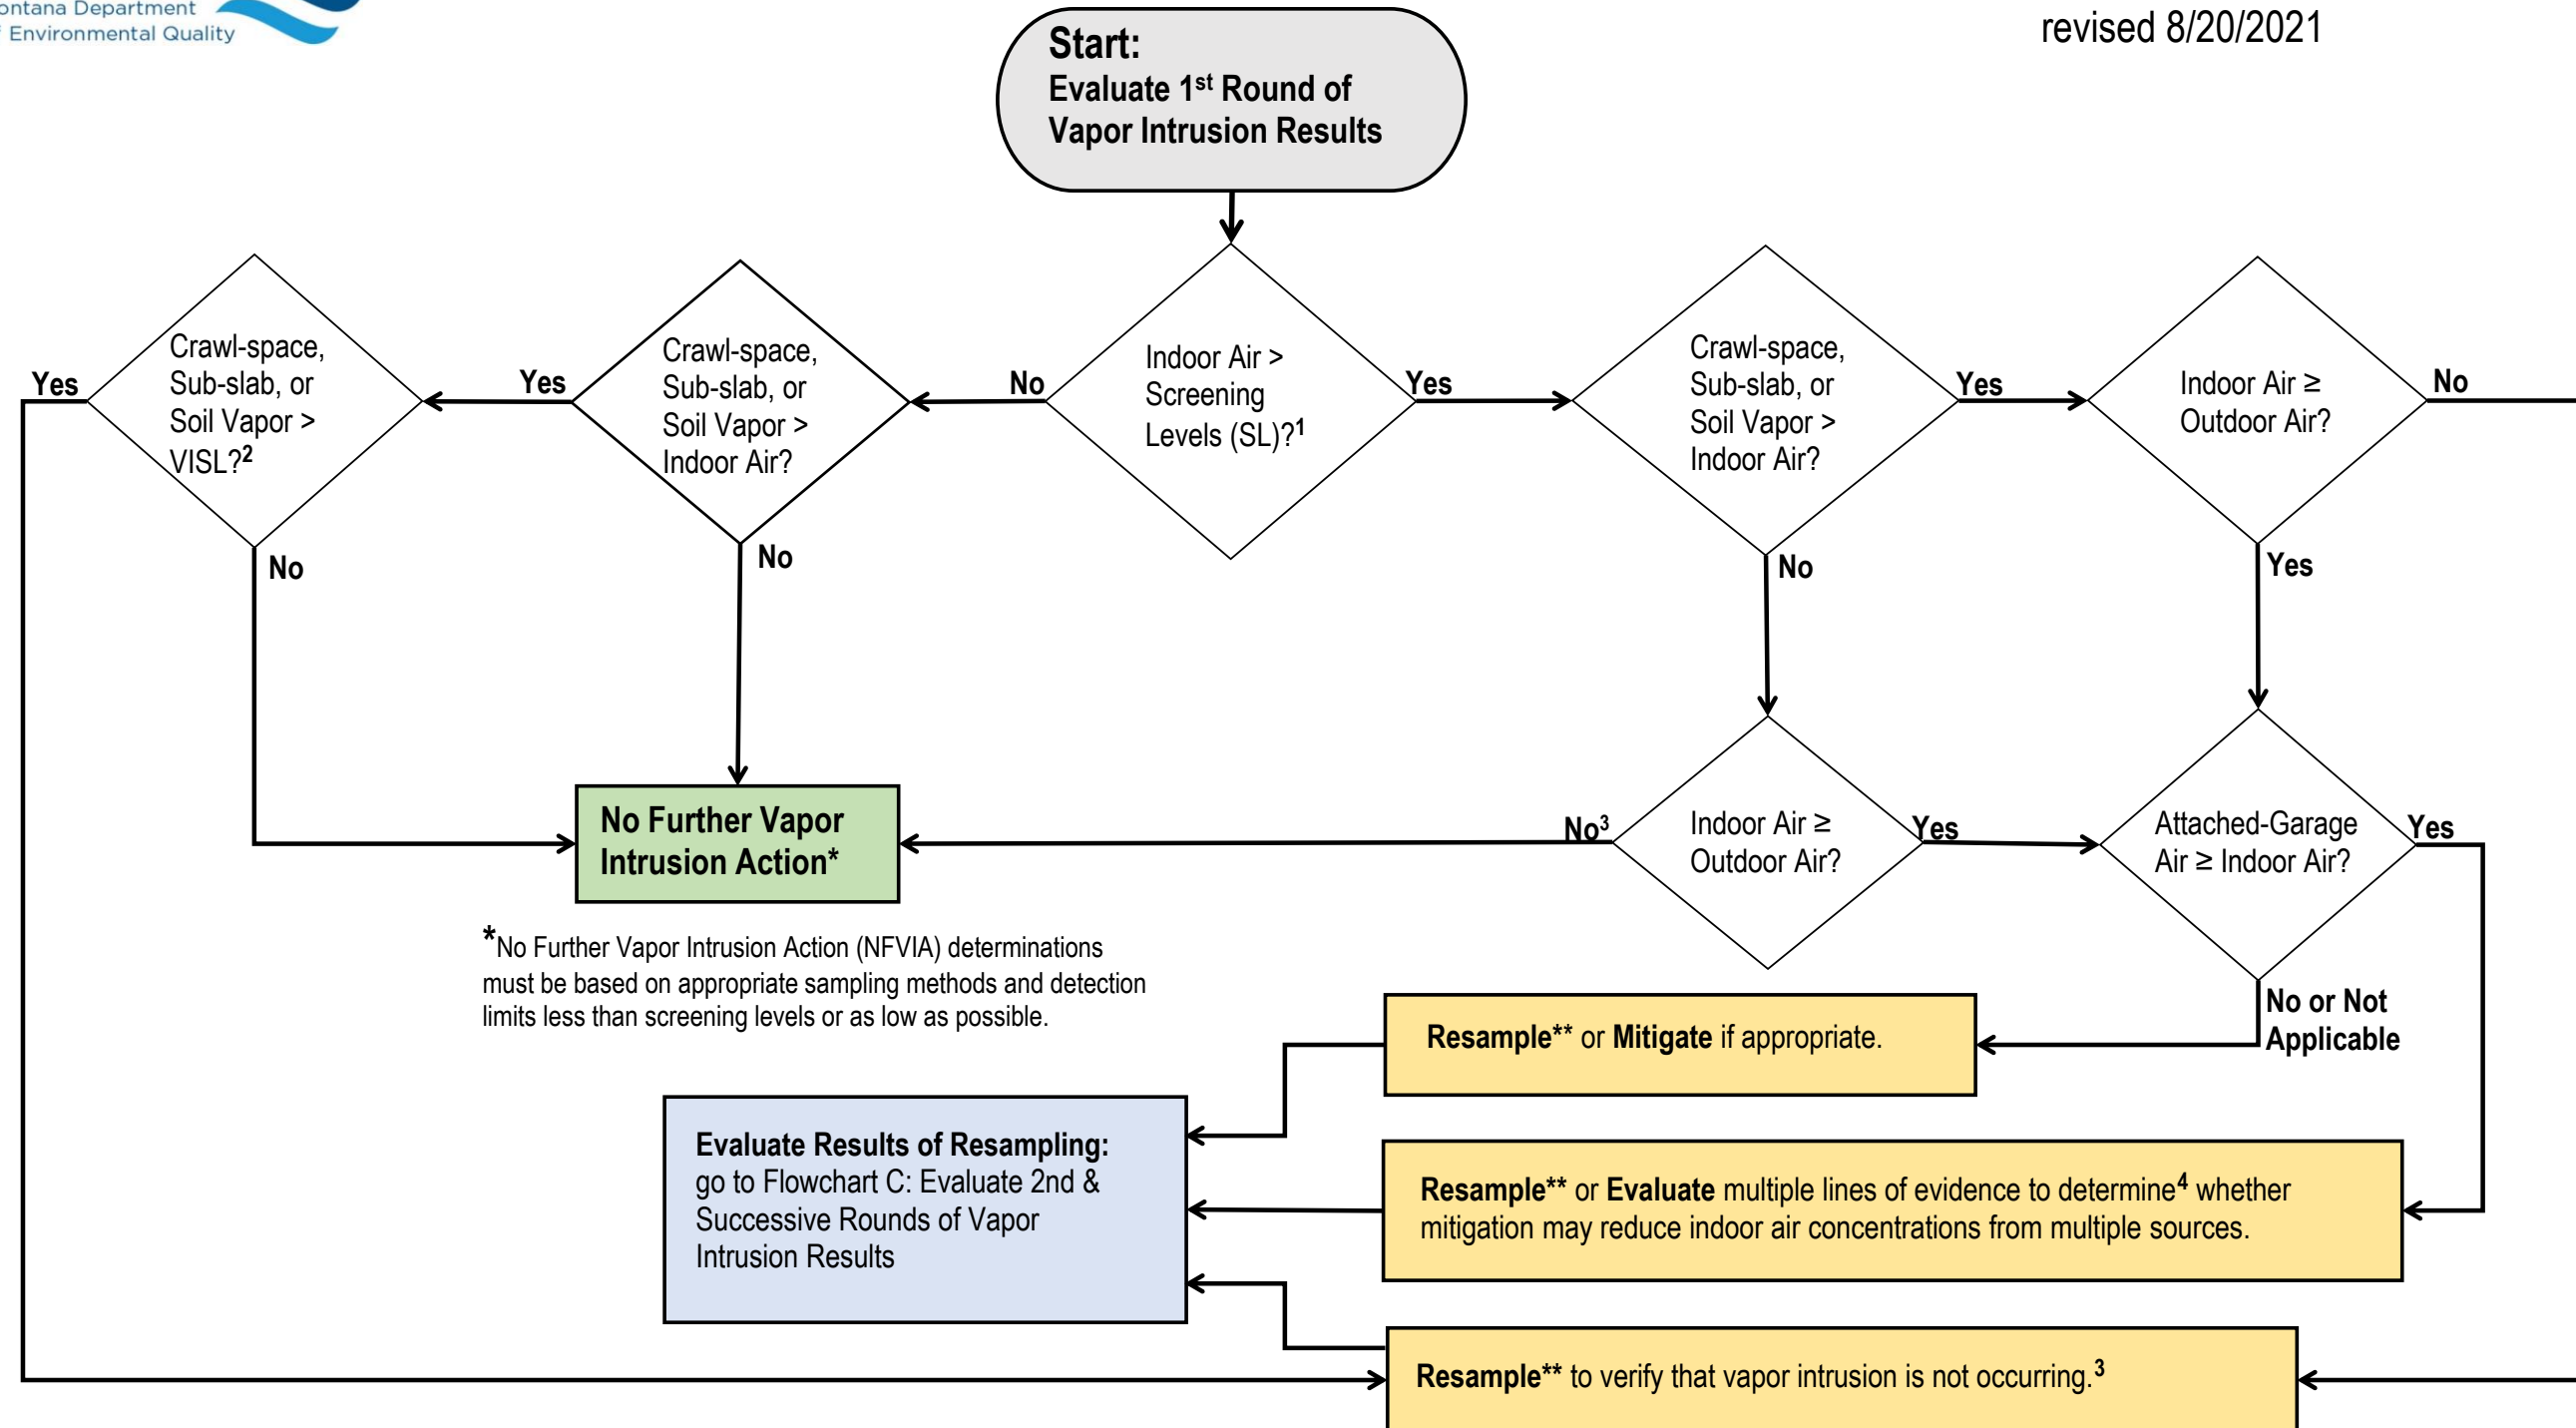 ontana Department
Environmental Quality
revised 8/20/2021
Start:
Evaluate 1st Round of
Vapor Intrusion Results
Crawl-space,
Sub-slab, or
Soil Vapor >
VISL?2
Yes
No
Crawl-space,
Sub-slab, or
Soil Vapor >
Indoor Air?
Yes
No
Indoor Air >
Screening
Levels (SL)?1
No
Yes
Crawl-space,
Sub-slab, or
Soil Vapor >
Indoor Air?
Yes
No
Indoor Air ≥
Outdoor Air?
No
Yes
No Further Vapor
Intrusion Action*
No3
Indoor Air ≥
Outdoor Air?
Yes
Attached-Garage
Air ≥ Indoor Air?
Yes
No or Not
Applicable
*No Further Vapor Intrusion Action (NFVIA) determinations
must be based on appropriate sampling methods and detection
limits less than screening levels or as low as possible.
Resample** or Mitigate if appropriate.
Evaluate Results of Resampling:
go to Flowchart C: Evaluate 2nd &
Successive Rounds of Vapor
Intrusion Results
Resample** or Evaluate multiple lines of evidence to determine4 whether
mitigation may reduce indoor air concentrations from multiple sources.
Resample** to verify that vapor intrusion is not occurring.3